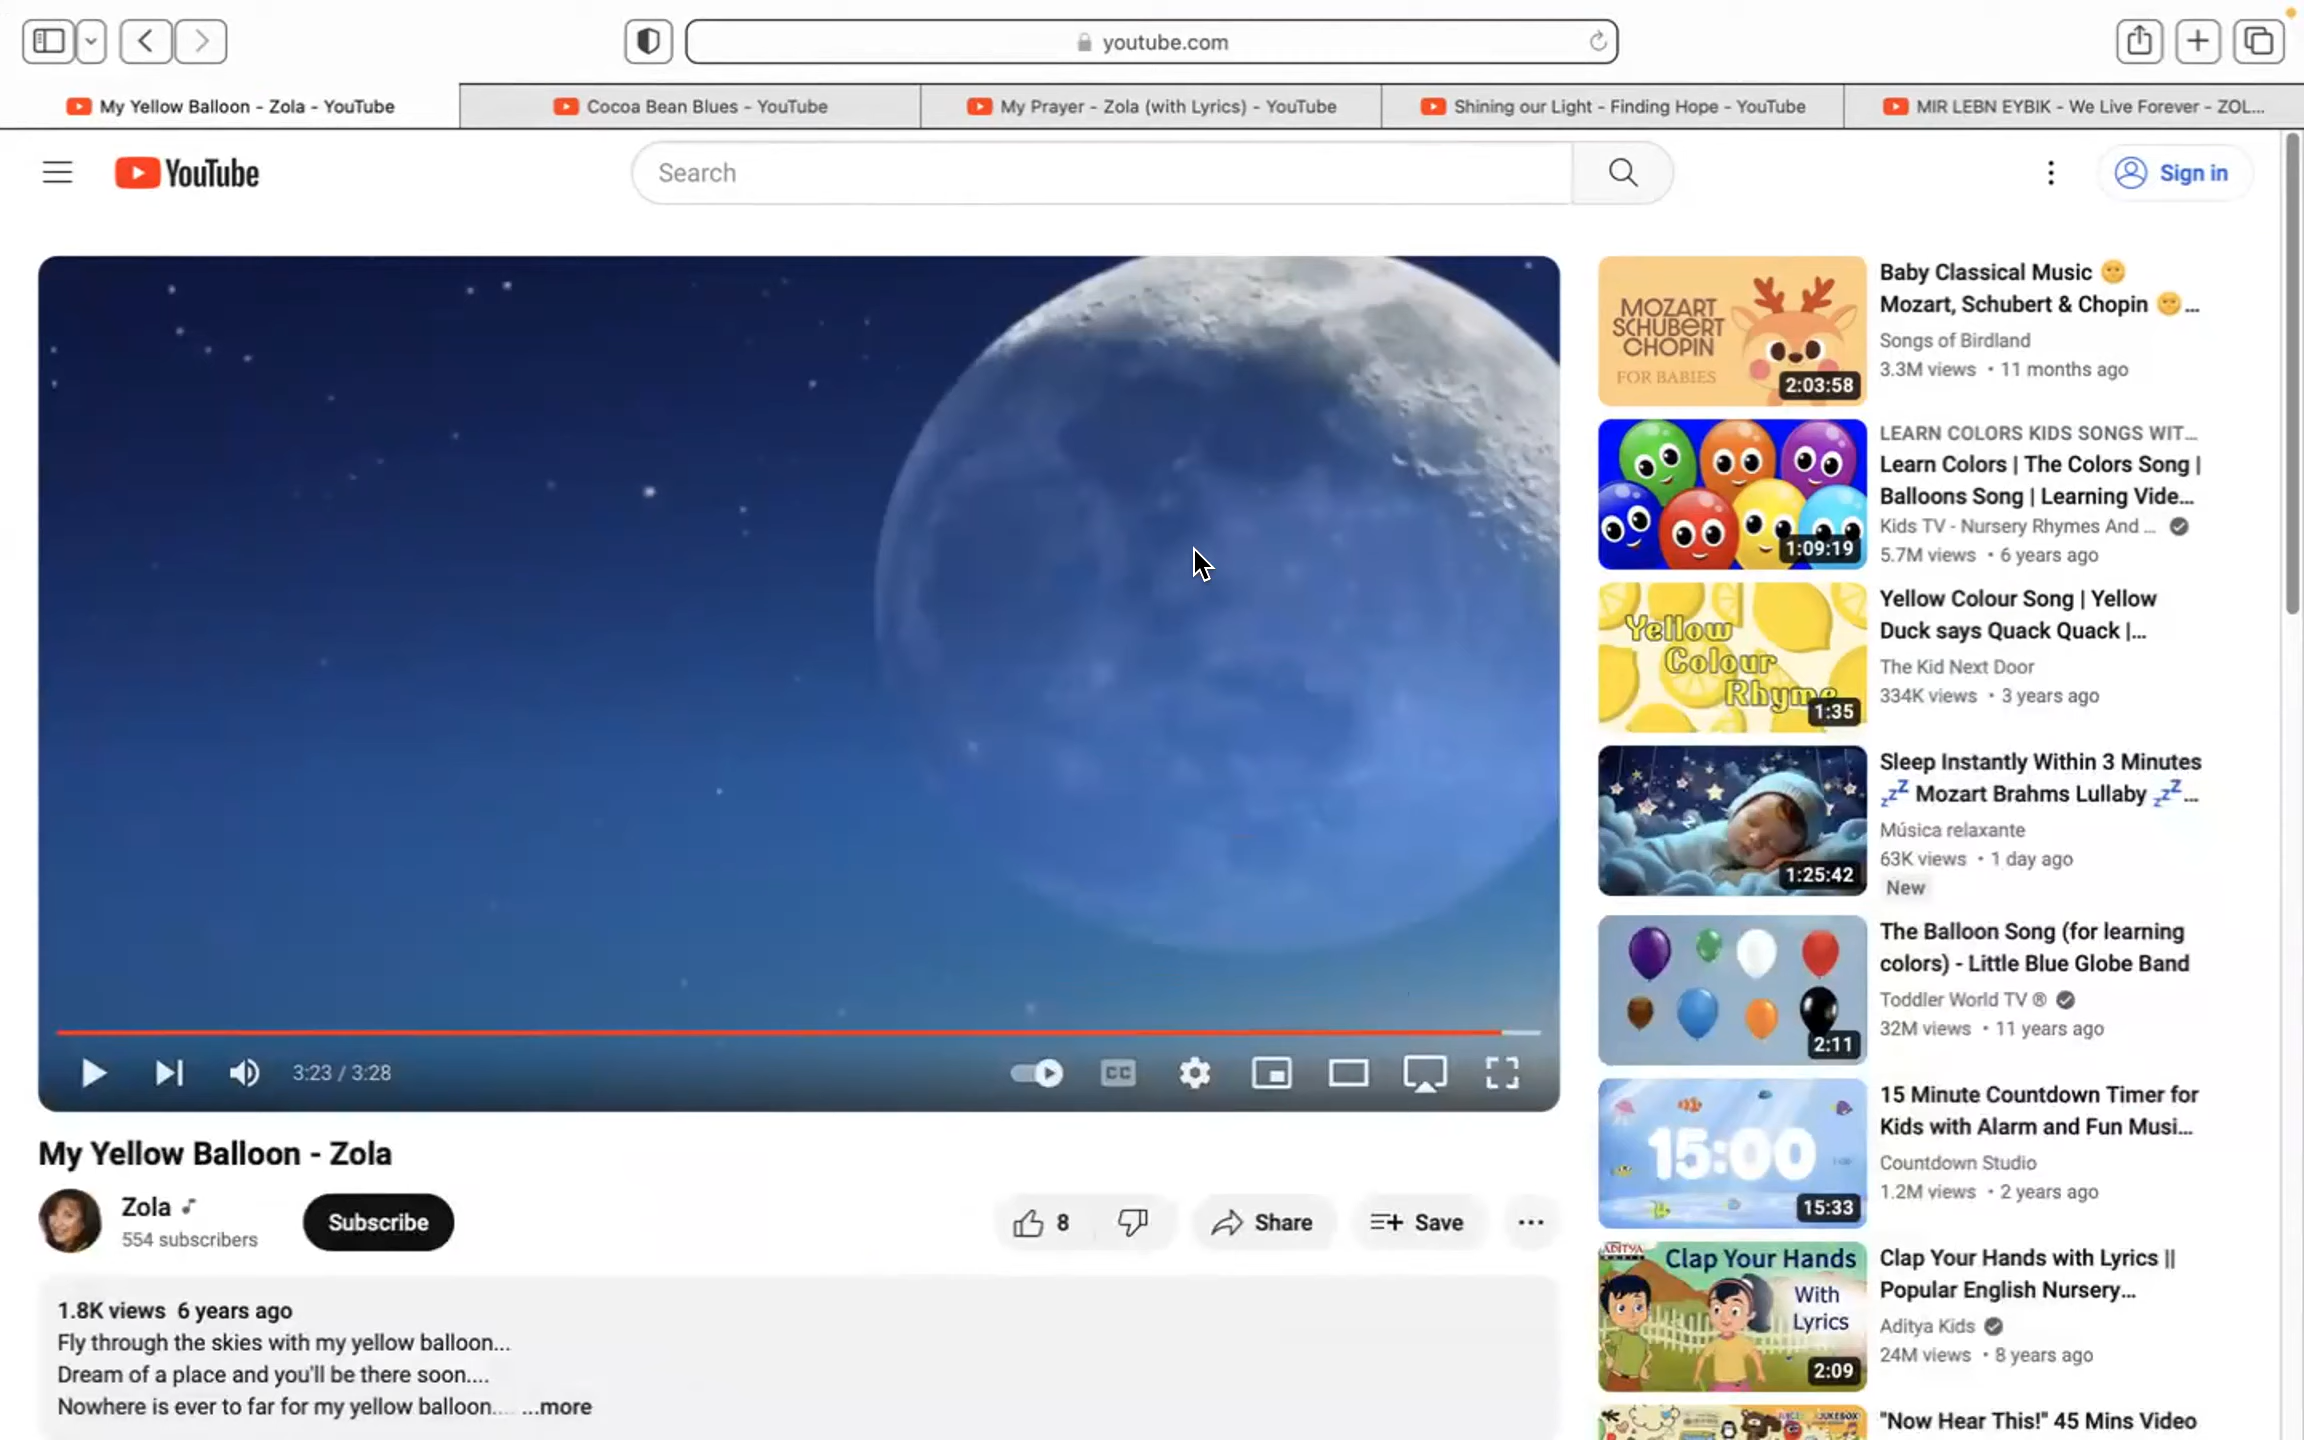 youtube.com
My Yellow Balloon - Zola - YouTube
Cocoa Bean Blues - YouTube
My Prayer - Zola (with Lyrics) - YouTube
Shining our Light - Finding Hope - YouTube
MIR LEBN EYBIK - We Live Forever - ZOL...
YouTube
Search
Sign in
3:23 / 3:28
CC
My Yellow Balloon - Zola
Zola
554 subscribers
Subscribe
8
Share
Save
1.8K views 6 years ago
Fly through the skies with my yellow balloon...
Dream of a place and you'll be there soon....
Nowhere is ever to far for my yellow balloon.... ...more
MOZART
SCHUBERT
CHOPIN
FOR BABIES
2:03:58
Baby Classical Music 🌝
Mozart, Schubert & Chopin 🌝...
Songs of Birdland
3.3M views • 11 months ago
1:09:19
LEARN COLORS KIDS SONGS WIT...
Learn Colors | The Colors Song |
Balloons Song | Learning Vide...
Kids TV - Nursery Rhymes And ...
5.7M views • 6 years ago
Yellow
Colour
Rhyme
1:35
Yellow Colour Song | Yellow
Duck says Quack Quack |...
The Kid Next Door
334K views • 3 years ago
1:25:42
Sleep Instantly Within 3 Minutes
💤 Mozart Brahms Lullaby 💤...
Música relaxante
63K views • 1 day ago
New
2:11
The Balloon Song (for learning
colors) - Little Blue Globe Band
Toddler World TV ®
32M views • 11 years ago
15:00
15:33
15 Minute Countdown Timer for
Kids with Alarm and Fun Musi...
Countdown Studio
1.2M views • 2 years ago
ADITYA
Clap Your Hands
With
Lyrics
2:09
Clap Your Hands with Lyrics ||
Popular English Nursery...
Aditya Kids
24M views • 8 years ago
JUKEBOX
"Now Hear This!" 45 Mins Video